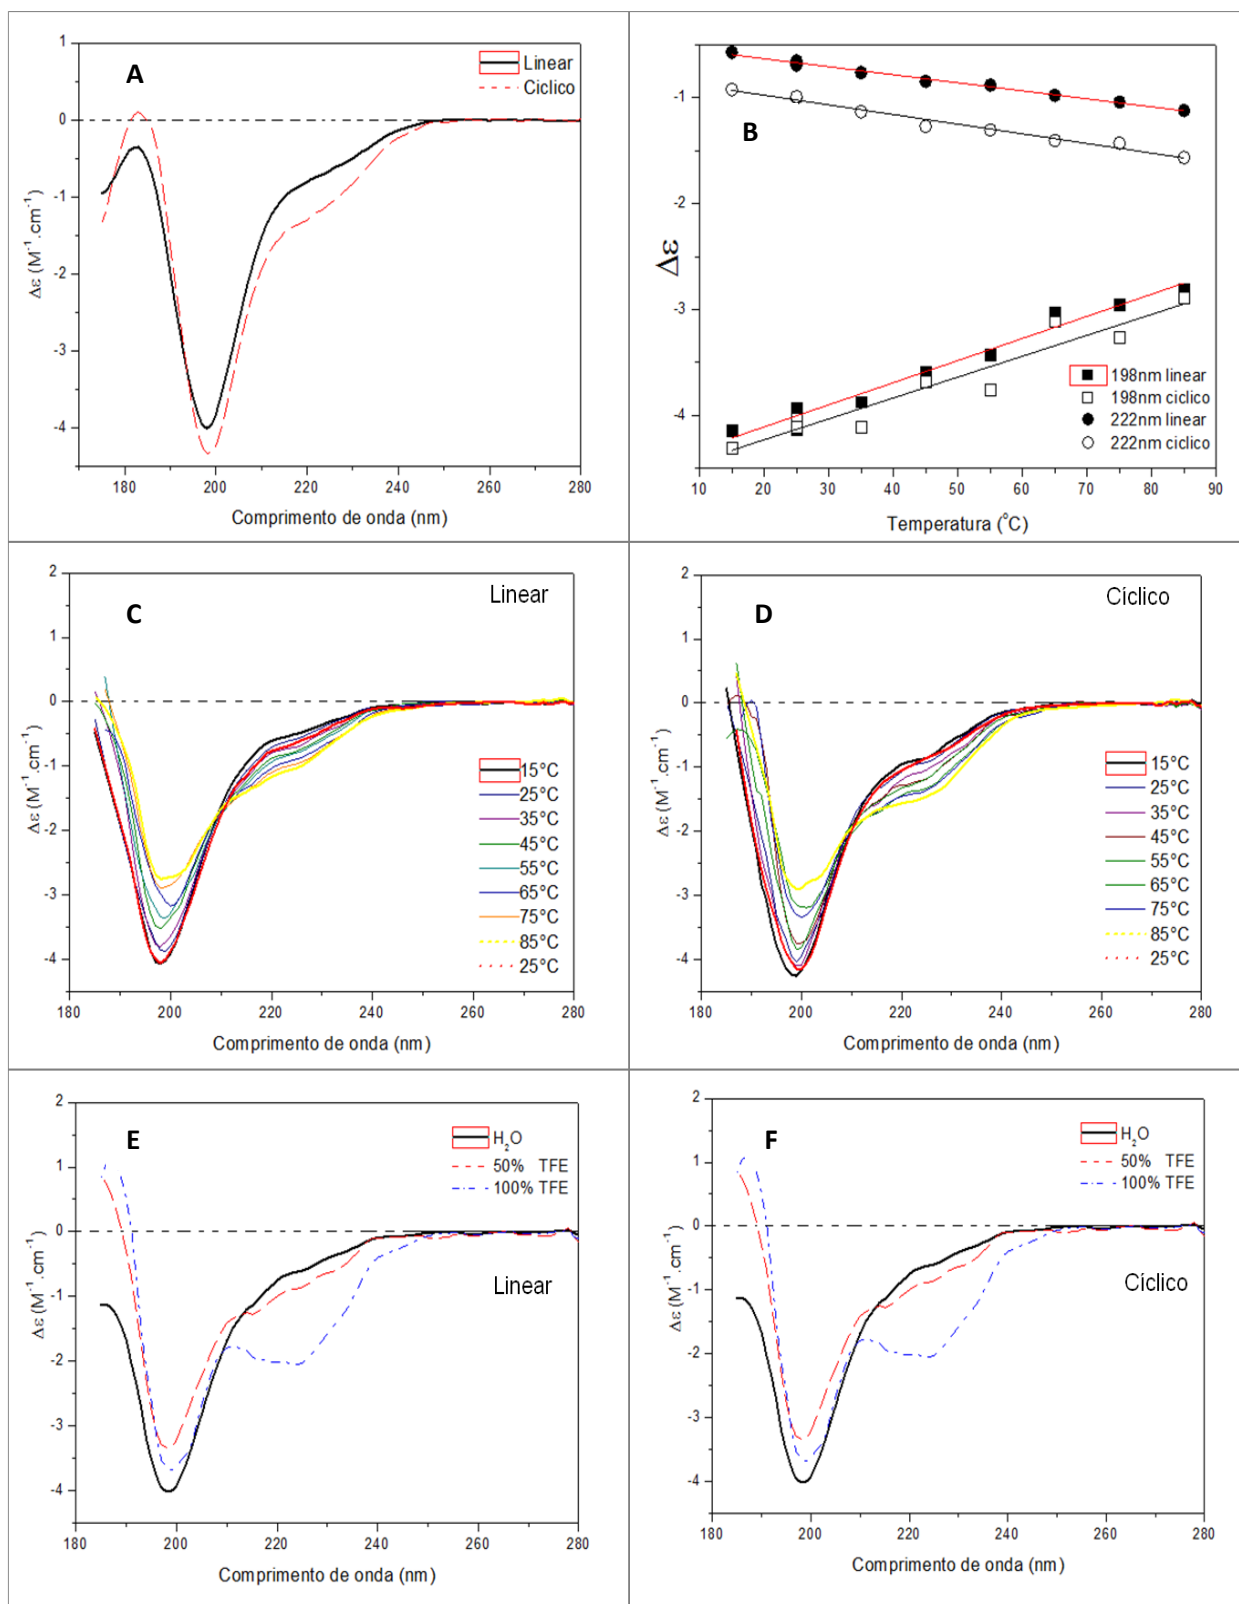 A
Linear
Ciclico
1
0
-1
-2
-3
-4
Δε (M⁻¹.cm⁻¹)
180 200 220 240 260 280
Comprimento de onda (nm)
B
-1
-2
-3
-4
Δε
198nm linear
198nm ciclico
222nm linear
222nm ciclico
10 20 30 40 50 60 70 80 90
Temperatura (°C)
C
Linear
2
1
0
-1
-2
-3
-4
Δε (M⁻¹.cm⁻¹)
15°C
25°C
35°C
45°C
55°C
65°C
75°C
85°C
25°C
180 200 220 240 260 280
Comprimento de onda (nm)
D
Cíclico
2
1
0
-1
-2
-3
-4
Δε (M⁻¹.cm⁻¹)
15°C
25°C
35°C
45°C
55°C
65°C
75°C
85°C
25°C
180 200 220 240 260 280
Comprimento de onda (nm)
E
H₂O
50% TFE
100% TFE
Linear
2
1
0
-1
-2
-3
-4
Δε (M⁻¹.cm⁻¹)
180 200 220 240 260 280
Comprimento de onda (nm)
F
H₂O
50% TFE
100% TFE
Cíclico
2
1
0
-1
-2
-3
-4
Δε (M⁻¹.cm⁻¹)
180 200 220 240 260 280
Comprimento de onda (nm)